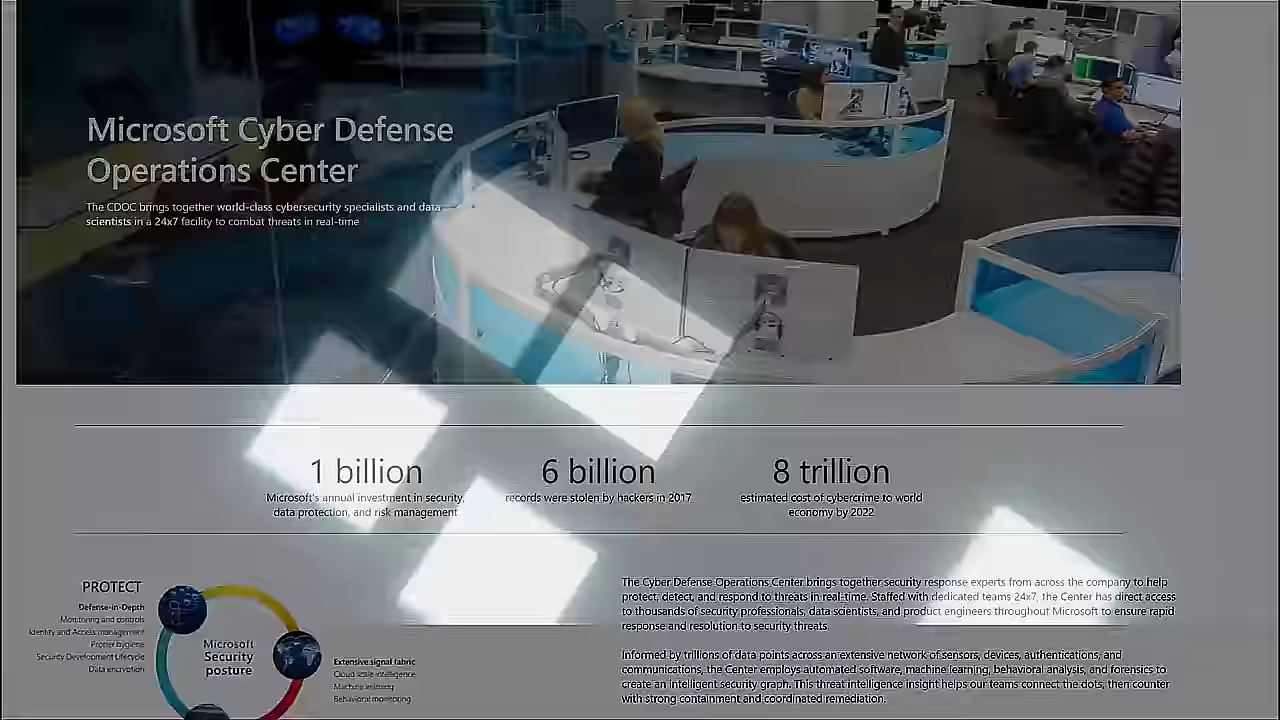 Microsoft Cyber Defense
Operations Center
The CDOC brings together world-class cybersecurity specialists and data
scientists in a 24x7 facility to combat threats in real-time
1 billion
Microsoft's annual investment in security,
data protection, and risk management
6 billion
records were stolen by hackers in 2017
8 trillion
estimated cost of cybercrime to world
economy by 2022
PROTECT
Defense-in-Depth
Monitoring and controls
Identity and Access management
Proper hygiene
Security Development Lifecycle
Data encryption
Microsoft
Security
posture
Extensive signal fabric
Cloud scale intelligence
Machine learning
Behavioral monitoring
The Cyber Defense Operations Center brings together security response experts from across the company to help
protect, detect, and respond to threats in real-time. Staffed with dedicated teams 24x7, the Center has direct access
to thousands of security professionals, data scientists, and product engineers throughout Microsoft to ensure rapid
response and resolution to security threats.
Informed by trillions of data points across an extensive network of sensors, devices, authentications, and
communications, the Center employs automated software, machine learning, behavioral analysis, and forensics to
create an intelligent security graph. This threat intelligence insight helps our teams connect the dots, then counter
with strong containment and coordinated remediation.